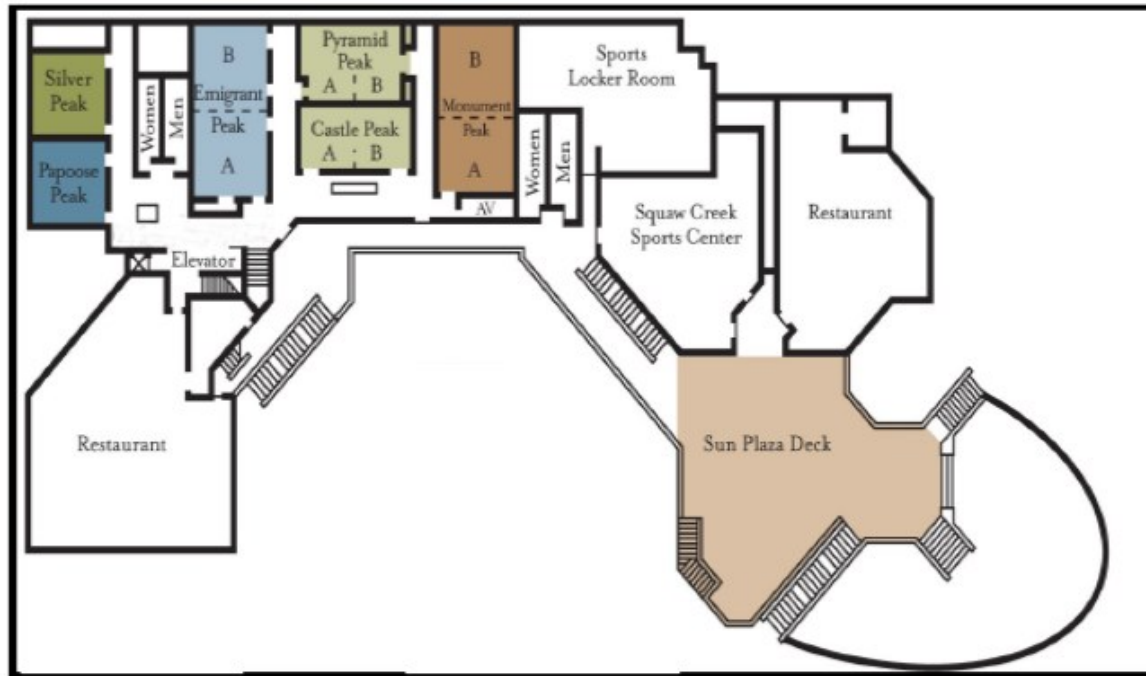 Silver
Peak
Papoose
Peak
Women
Men
B
Emigrant
Peak
A
Pyramid
Peak
A B
Castle Peak
A B
B
Monument
Peak
A
AV
Women
Men
Sports
Locker Room
Squaw Creek
Sports Center
Restaurant
Elevator
Restaurant
Sun Plaza Deck